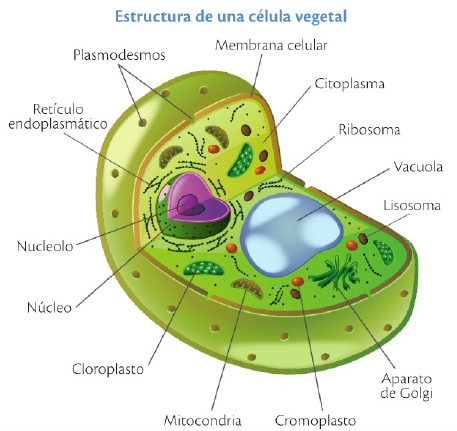 Estructura de una célula vegetal
Plasmodesmos
Membrana celular
Citoplasma
Retículo
endoplasmático
Ribosoma
Vacuola
Lisosoma
Nucleolo
Núcleo
Cloroplasto
Aparato
de Golgi
Mitocondria
Cromoplasto